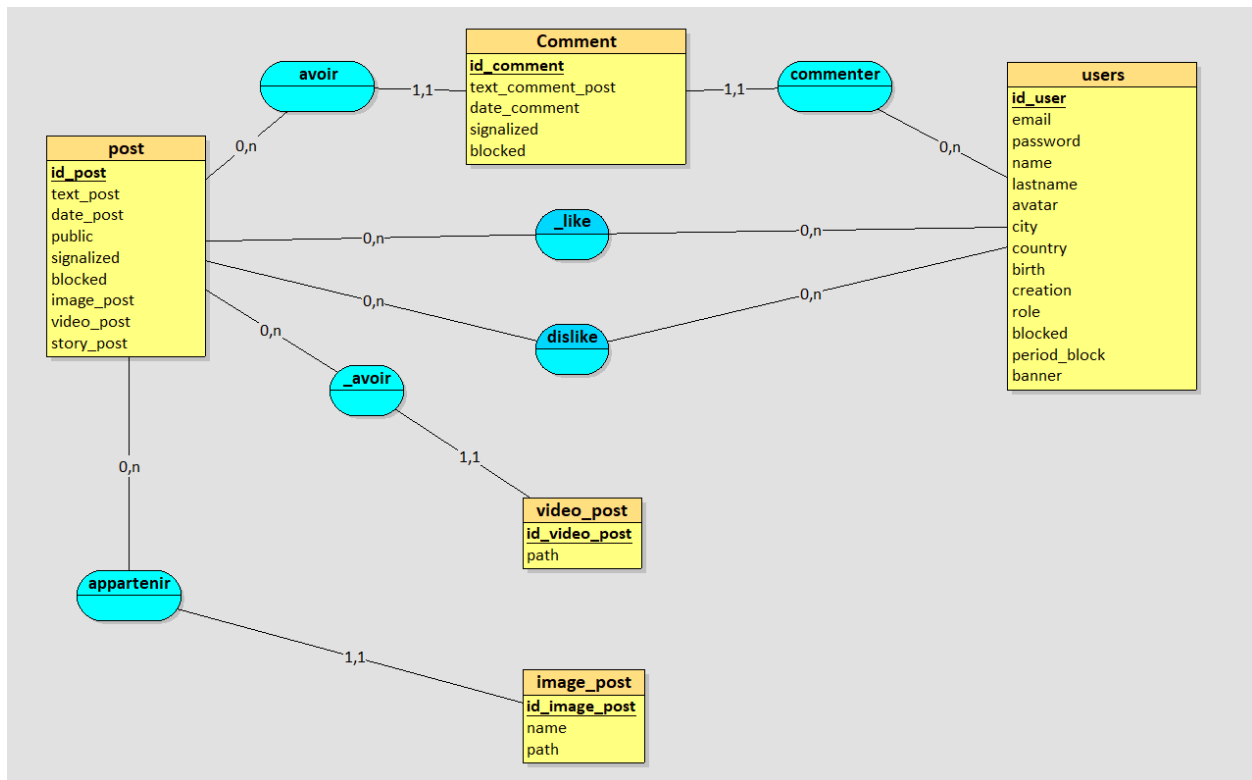 Comment
id_comment
text_comment_post
date_comment
signalized
blocked
avoir
1,1
0,n
commenter
1,1
0,n
users
id_user
email
password
name
lastname
avatar
city
country
birth
creation
role
blocked
period_block
banner
post
id_post
text_post
date_post
public
signalized
blocked
image_post
video_post
story_post
_like
0,n
0,n
dislike
0,n
0,n
_avoir
0,n
1,1
video_post
id_video_post
path
0,n
appartenir
1,1
image_post
id_image_post
name
path